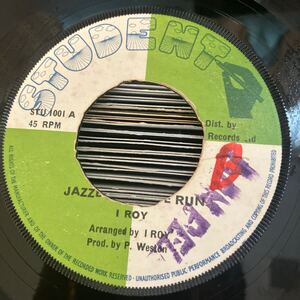 STUDENT
STU 1001 A
45 RPM
Dist. by
Records Ltd
JAZZB
RUN
I ROY
Arranged by I ROY
Prod. by P. Weston
ALL RIGHTS OF THE MANUFACTURER AND OF THE OWNER OF THE RECORDED WORK RESERVED - UNAUTHORISED PUBLIC PERFORMANCE BROADCASTING AND COPYING OF THIS RECORD PROHIBITED